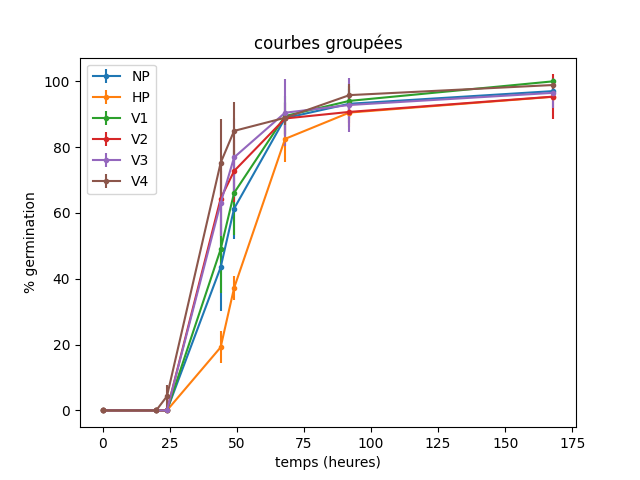 courbes groupées
NP
HP
V1
V2
V3
V4
% germination
100
80
60
40
20
0
0 25 50 75 100 125 150 175
temps (heures)